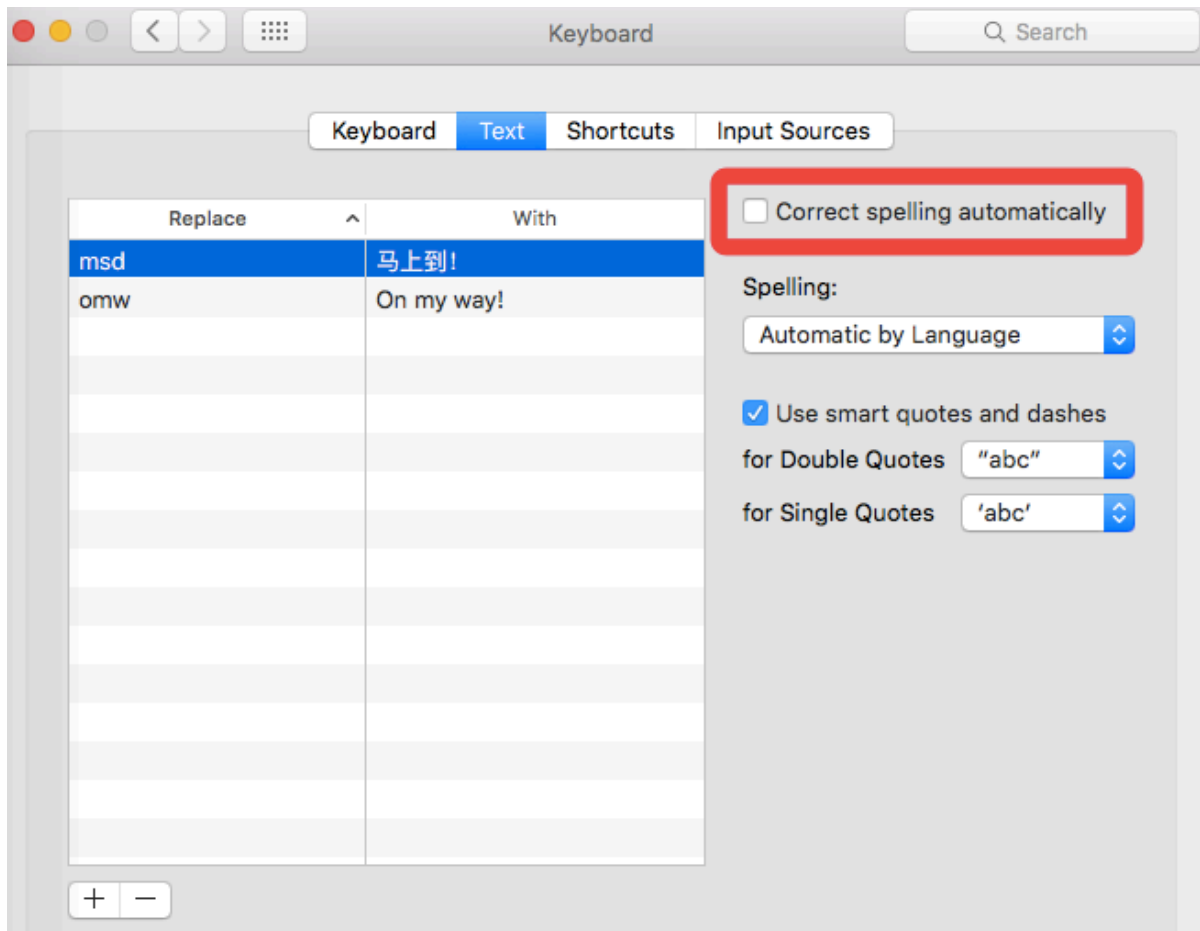 Keyboard
Search
Keyboard Text Shortcuts Input Sources
Replace With
msd 马上到!
omw On my way!
Correct spelling automatically
Spelling:
Automatic by Language
Use smart quotes and dashes
for Double Quotes “abc”
for Single Quotes ‘abc’